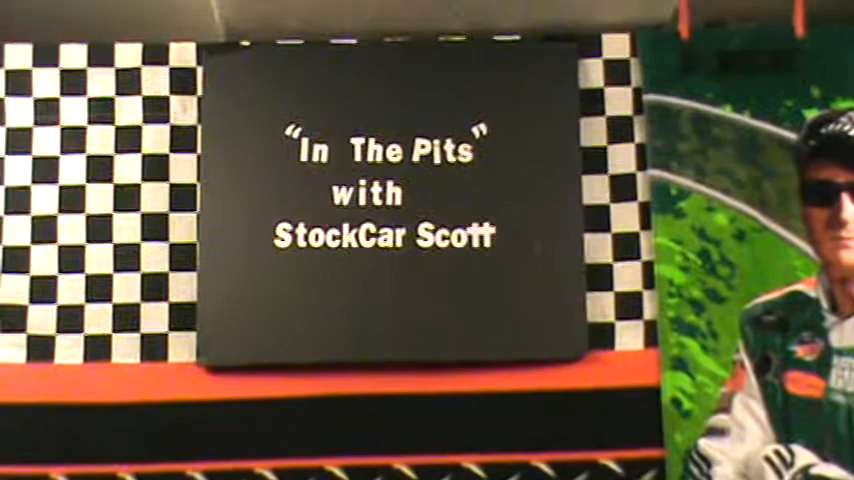 “In The Pits”
with
StockCar Scott